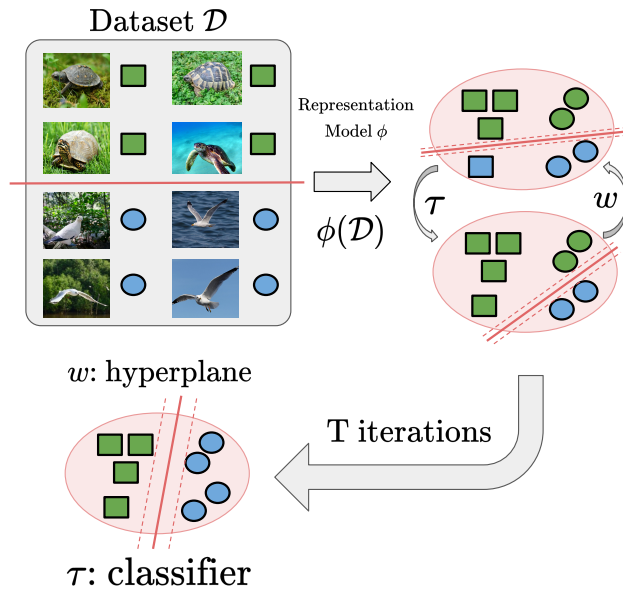 Dataset 𝒟
Representation
Model ϕ
ϕ(𝒟)
τ
w
w: hyperplane
T iterations
τ: classifier